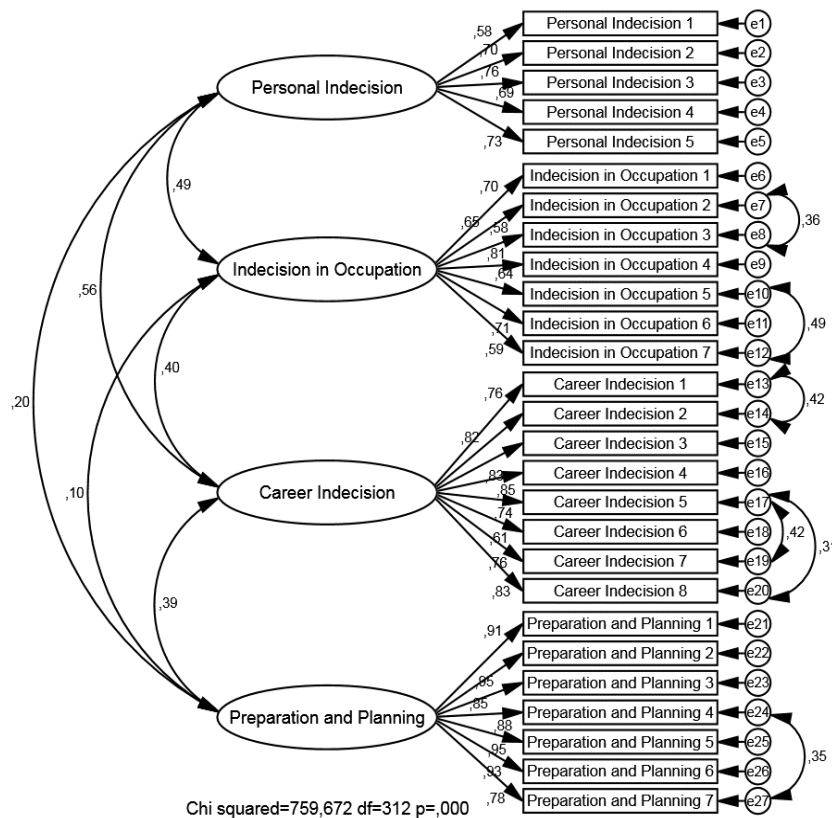 ,58 Personal Indecision 1 e1
,70 Personal Indecision 2 e2
,76 Personal Indecision 3 e3
,69 Personal Indecision 4 e4
,73 Personal Indecision 5 e5
Personal Indecision
,49
,70 Indecision in Occupation 1 e6
,65 Indecision in Occupation 2 e7
,58 Indecision in Occupation 3 e8
,36
,81 Indecision in Occupation 4 e9
,64 Indecision in Occupation 5 e10
Indecision in Occupation 6 e11
,71
,59 Indecision in Occupation 7 e12
,49
Indecision in Occupation
,56
,40
,20
,10
,76 Career Indecision 1 e13
Career Indecision 2 e14
,42
,82 Career Indecision 3 e15
,83 Career Indecision 4 e16
,85 Career Indecision 5 e17
,74 Career Indecision 6 e18
,42
,61 Career Indecision 7 e19
,76
,83 Career Indecision 8 e20
Career Indecision
,39
,91 Preparation and Planning 1 e21
Preparation and Planning 2 e22
,95 Preparation and Planning 3 e23
,85 Preparation and Planning 4 e24
,88 Preparation and Planning 5 e25
,95 Preparation and Planning 6 e26
,93
,78 Preparation and Planning 7 e27
,35
Preparation and Planning
Chi squared=759,672 df=312 p=,000